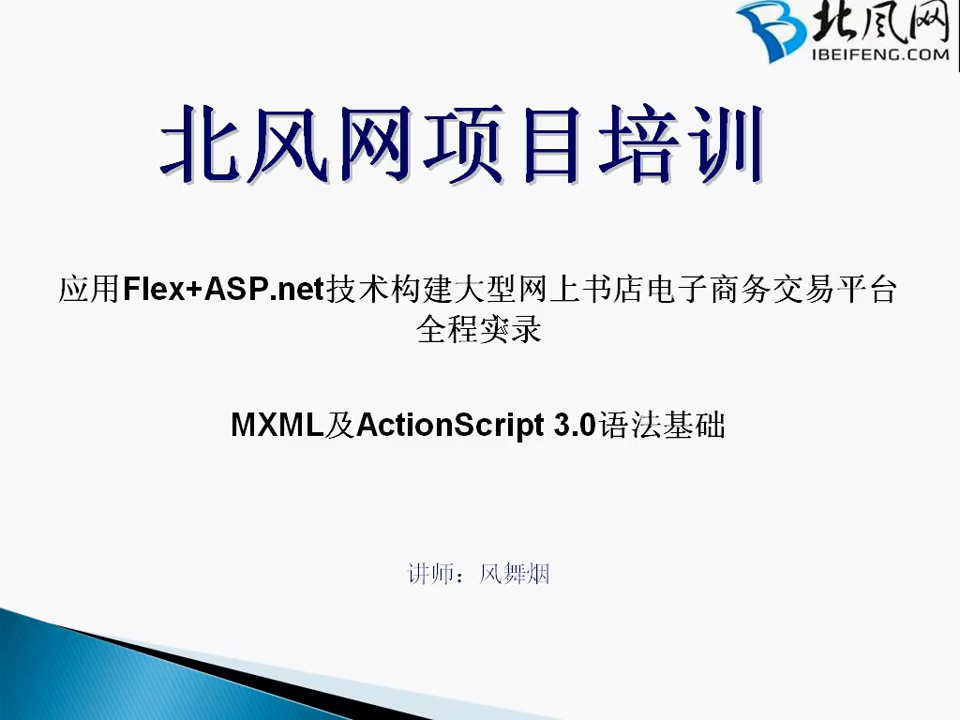 北风网
IBEIFENG.COM
北风网项目培训
应用Flex+ASP.net技术构建大型网上书店电子商务交易平台
全程实录
MXML及ActionScript 3.0语法基础
讲师：风舞烟